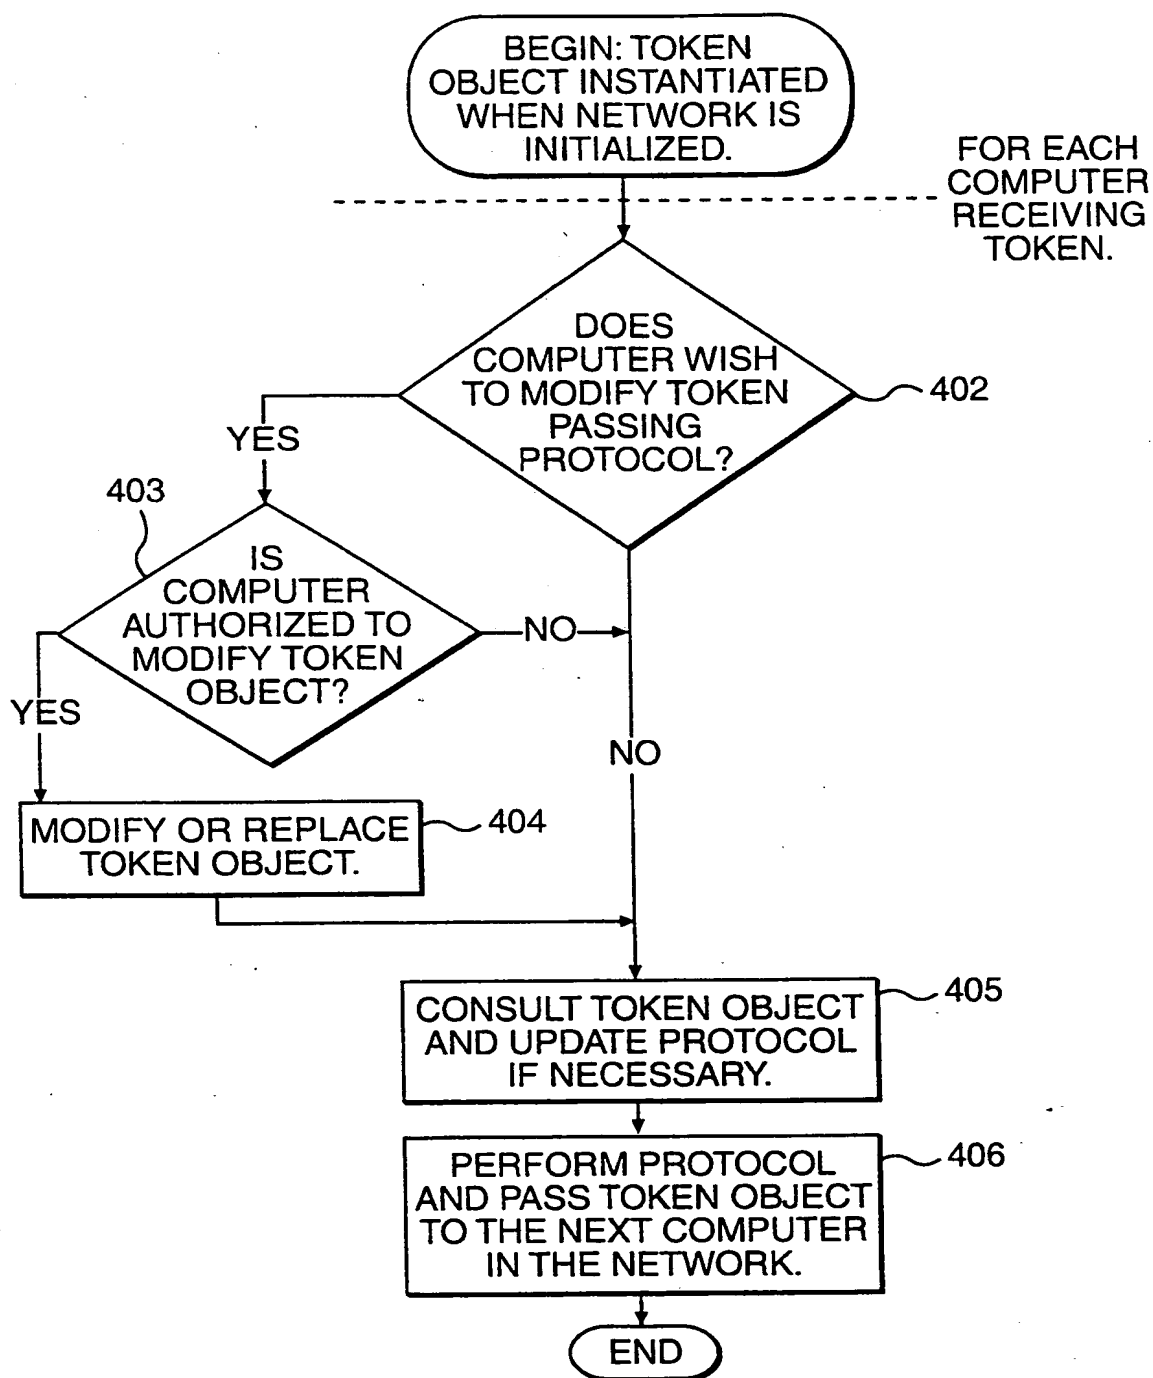 BEGIN: TOKEN
OBJECT INSTANTIATED
WHEN NETWORK IS
INITIALIZED.
FOR EACH
COMPUTER
RECEIVING
TOKEN.
DOES
COMPUTER WISH
TO MODIFY TOKEN
PASSING
PROTOCOL?
402
YES
403
IS
COMPUTER
AUTHORIZED TO
MODIFY TOKEN
OBJECT?
NO
YES
NO
MODIFY OR REPLACE
TOKEN OBJECT.
404
CONSULT TOKEN OBJECT
AND UPDATE PROTOCOL
IF NECESSARY.
405
PERFORM PROTOCOL
AND PASS TOKEN OBJECT
TO THE NEXT COMPUTER
IN THE NETWORK.
406
END